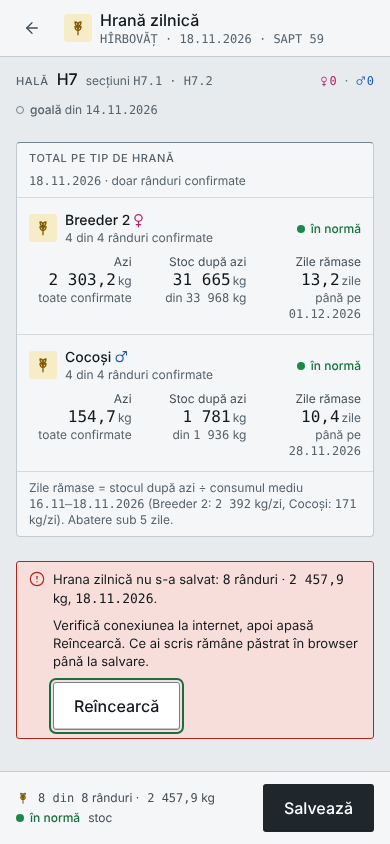 Hrană zilnică
HÎRBOVĂȚ · 18.11.2026 · SAPT 59
HALĂ H7 secțiuni H7.1 · H7.2 ♀0 · ♂0
goală din 14.11.2026
TOTAL PE TIP DE HRANĂ
18.11.2026 · doar rânduri confirmate
Breeder 2 ♀
4 din 4 rânduri confirmate
în normă
Azi Stoc după azi Zile rămase
2 303,2 kg 31 665 kg 13,2 zile
toate confirmate din 33 968 kg până pe
01.12.2026
Cocoși ♂
4 din 4 rânduri confirmate
în normă
Azi Stoc după azi Zile rămase
154,7 kg 1 781 kg 10,4 zile
toate confirmate din 1 936 kg până pe
28.11.2026
Zile rămase = stocul după azi ÷ consumul mediu
16.11–18.11.2026 (Breeder 2: 2 392 kg/zi, Cocoși: 171
kg/zi). Abatere sub 5 zile.
Hrana zilnică nu s-a salvat: 8 rânduri · 2 457,9
kg, 18.11.2026.
Verifică conexiunea la internet, apoi apasă
Reîncearcă. Ce ai scris rămâne păstrat în browser
până la salvare.
Reîncearcă
8 din 8 rânduri · 2 457,9 kg
în normă stoc
Salvează